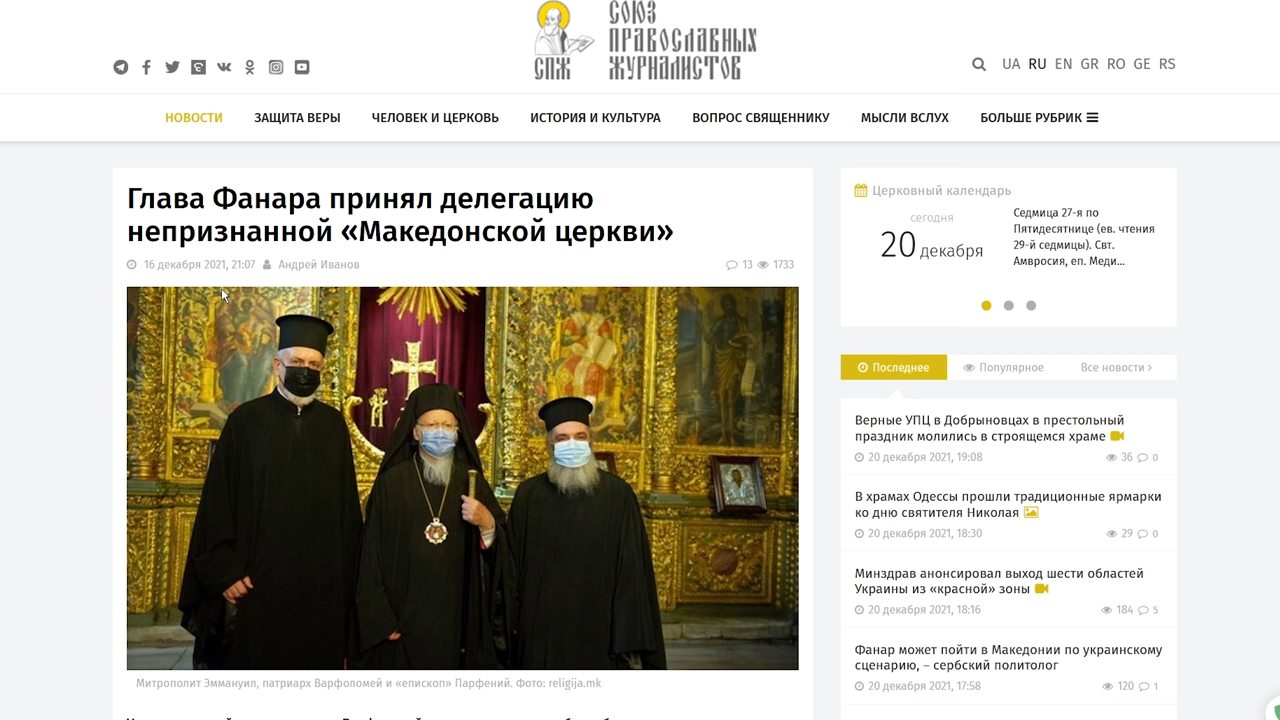 СОЮЗ
ПРАВОСЛАВНЫХ
СПЖ ЖУРНАЛИСТОВ
UA RU EN GR RO GE RS
НОВОСТИ ЗАЩИТА ВЕРЫ ЧЕЛОВЕК И ЦЕРКОВЬ ИСТОРИЯ И КУЛЬТУРА ВОПРОС СВЯЩЕННИКУ МЫСЛИ ВСЛУХ БОЛЬШЕ РУБРИК
Глава Фанара принял делегацию
непризнанной «Македонской церкви»
16 декабря 2021, 21:07 Андрей Иванов 13 1733
Митрополит Эммануил, патриарх Варфоломей и «епископ» Парфений. Фото: religija.mk
Церковный календарь
сегодня
20 декабря
Седмица 27-я по
Пятидесятнице (ев. чтения
29-й седмицы). Свт.
Амвросия, еп. Меди...
Последнее Популярное Все новости
Верные УПЦ в Добрыновцах в престольный
праздник молились в строящемся храме
20 декабря 2021, 19:08 36 0
В храмах Одессы прошли традиционные ярмарки
ко дню святителя Николая
20 декабря 2021, 18:30 29 0
Минздрав анонсировал выход шести областей
Украины из «красной» зоны
20 декабря 2021, 18:16 184 5
Фанар может пойти в Македонии по украинскому
сценарию, – сербский политолог
20 декабря 2021, 17:58 120 1